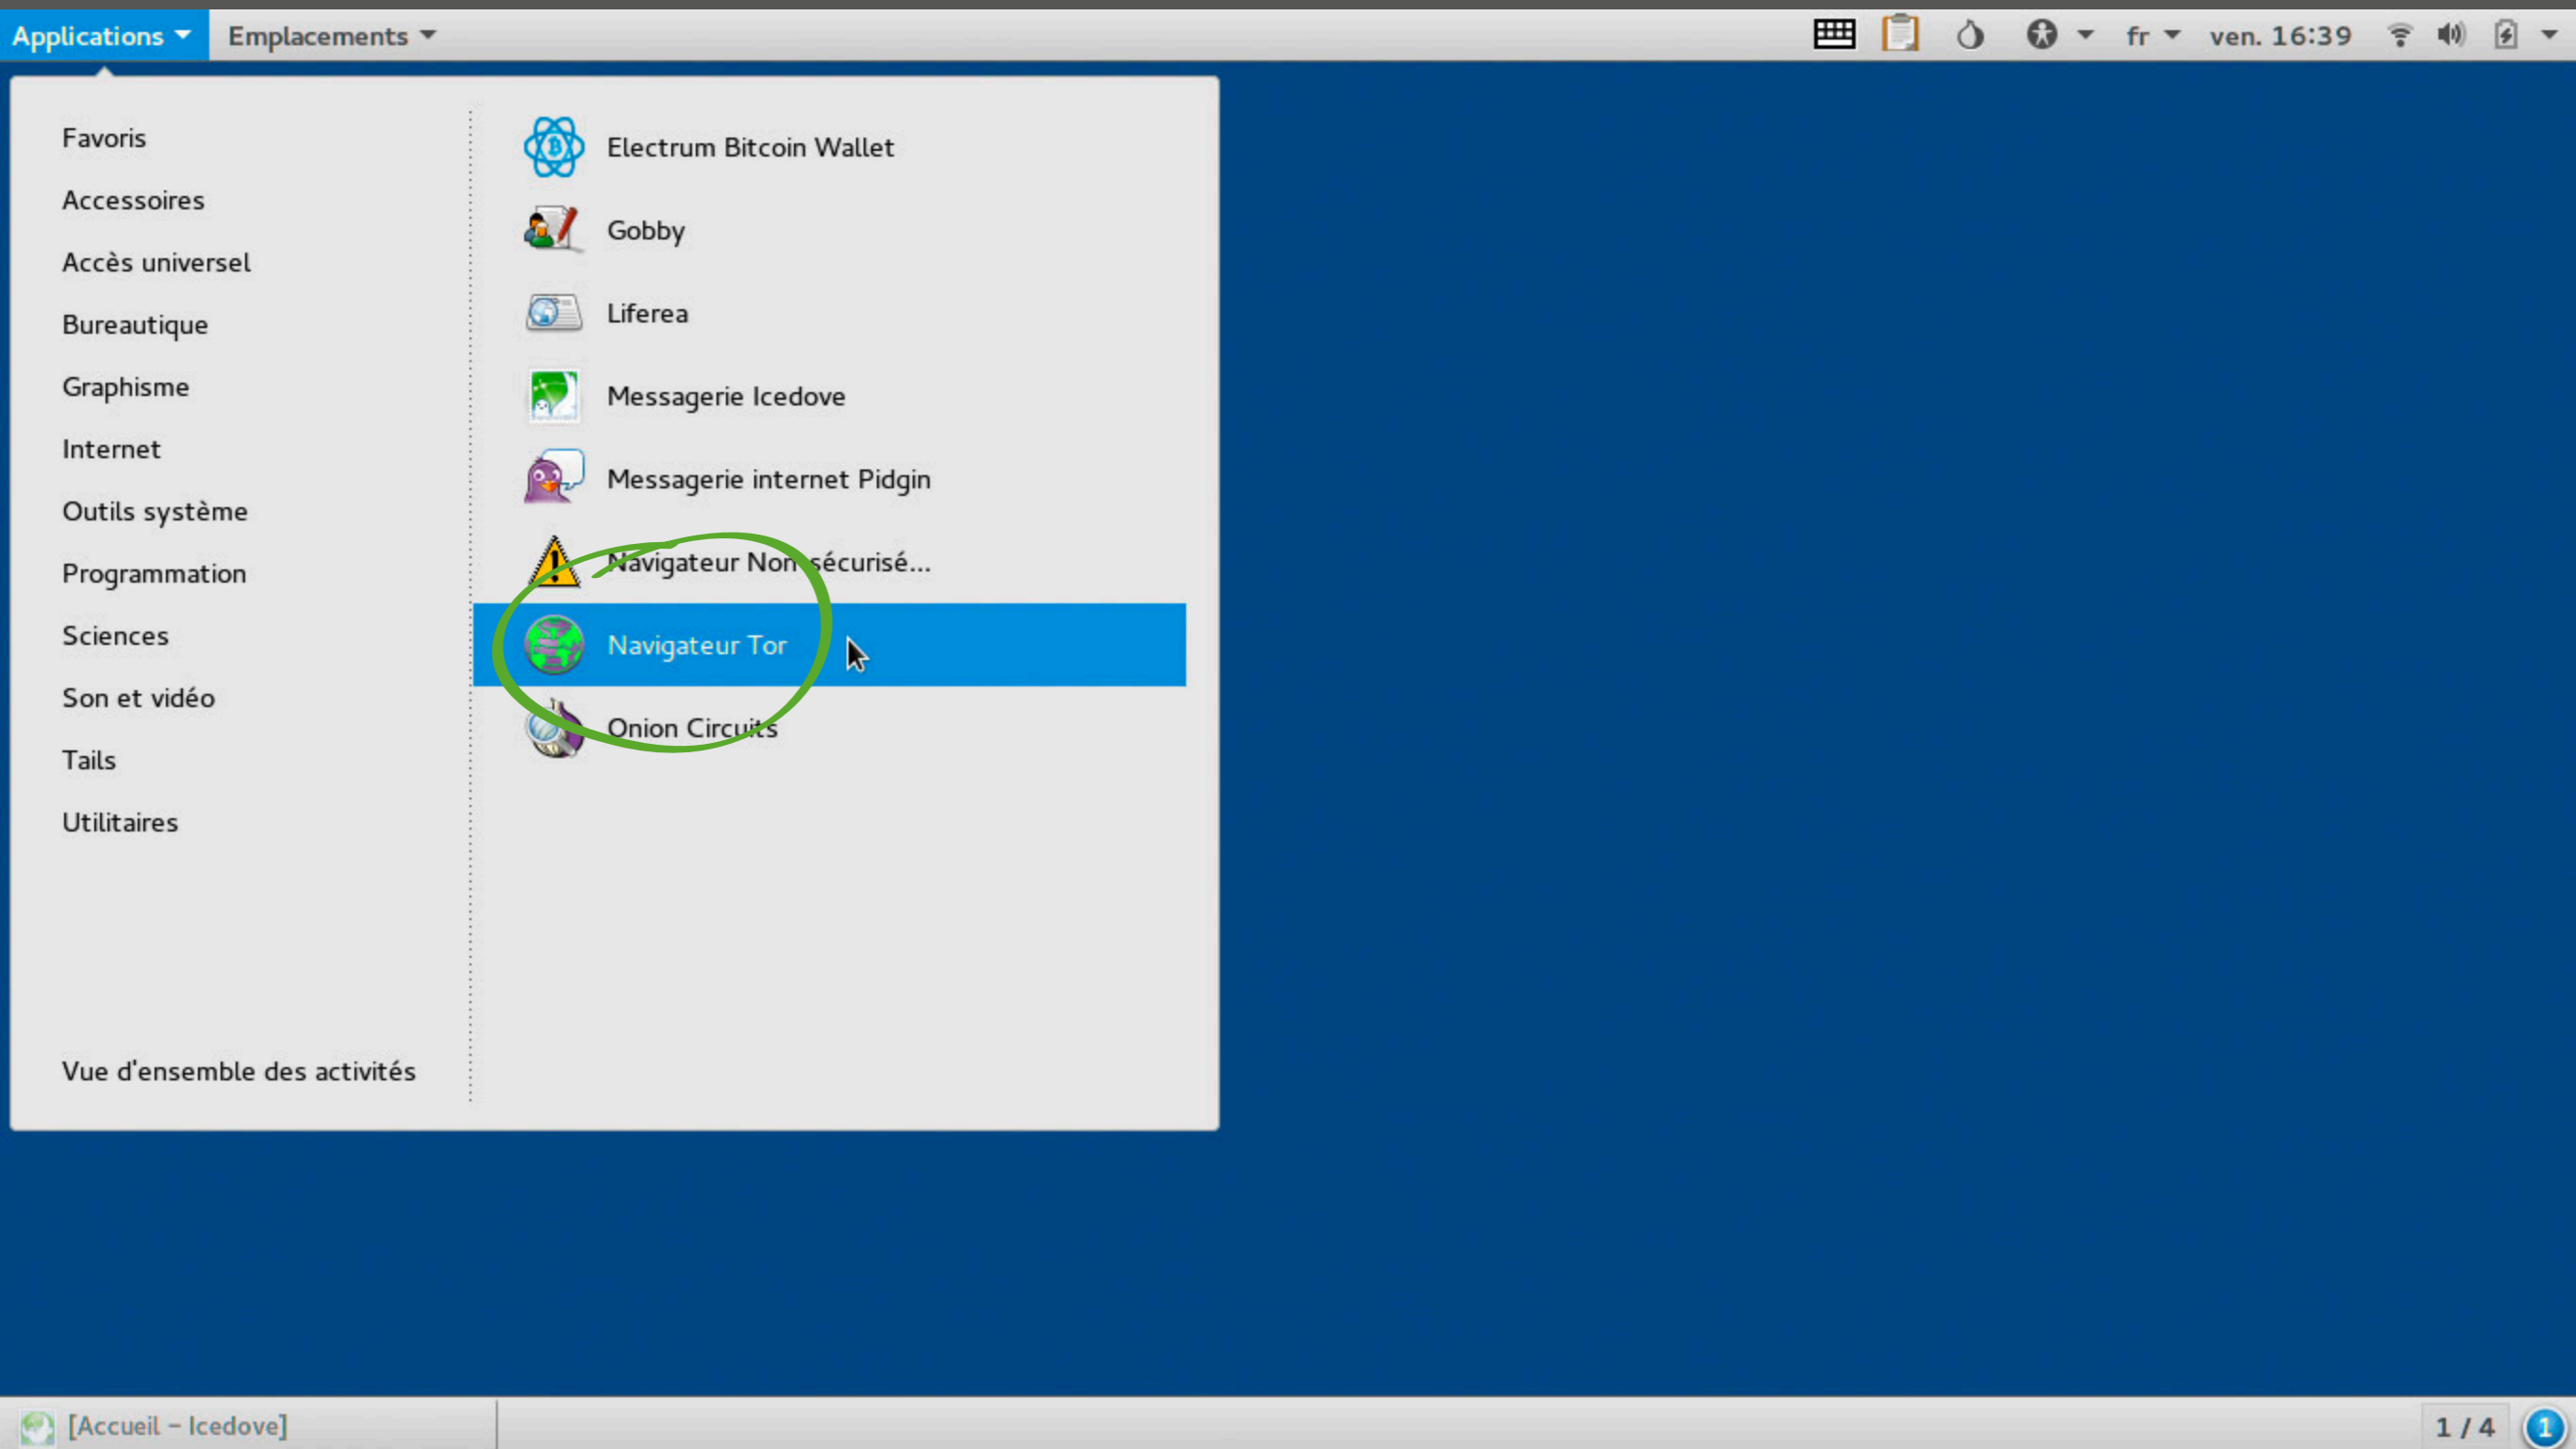 Applications Emplacements fr ven. 16:39
Favoris
Accessoires
Accès universel
Bureautique
Graphisme
Internet
Outils système
Programmation
Sciences
Son et vidéo
Tails
Utilitaires
Vue d'ensemble des activités
Electrum Bitcoin Wallet
Gobby
Liferea
Messagerie Icedove
Messagerie internet Pidgin
Navigateur Non sécurisé...
Navigateur Tor
Onion Circuits
[Accueil – Icedove] 1 / 4 1